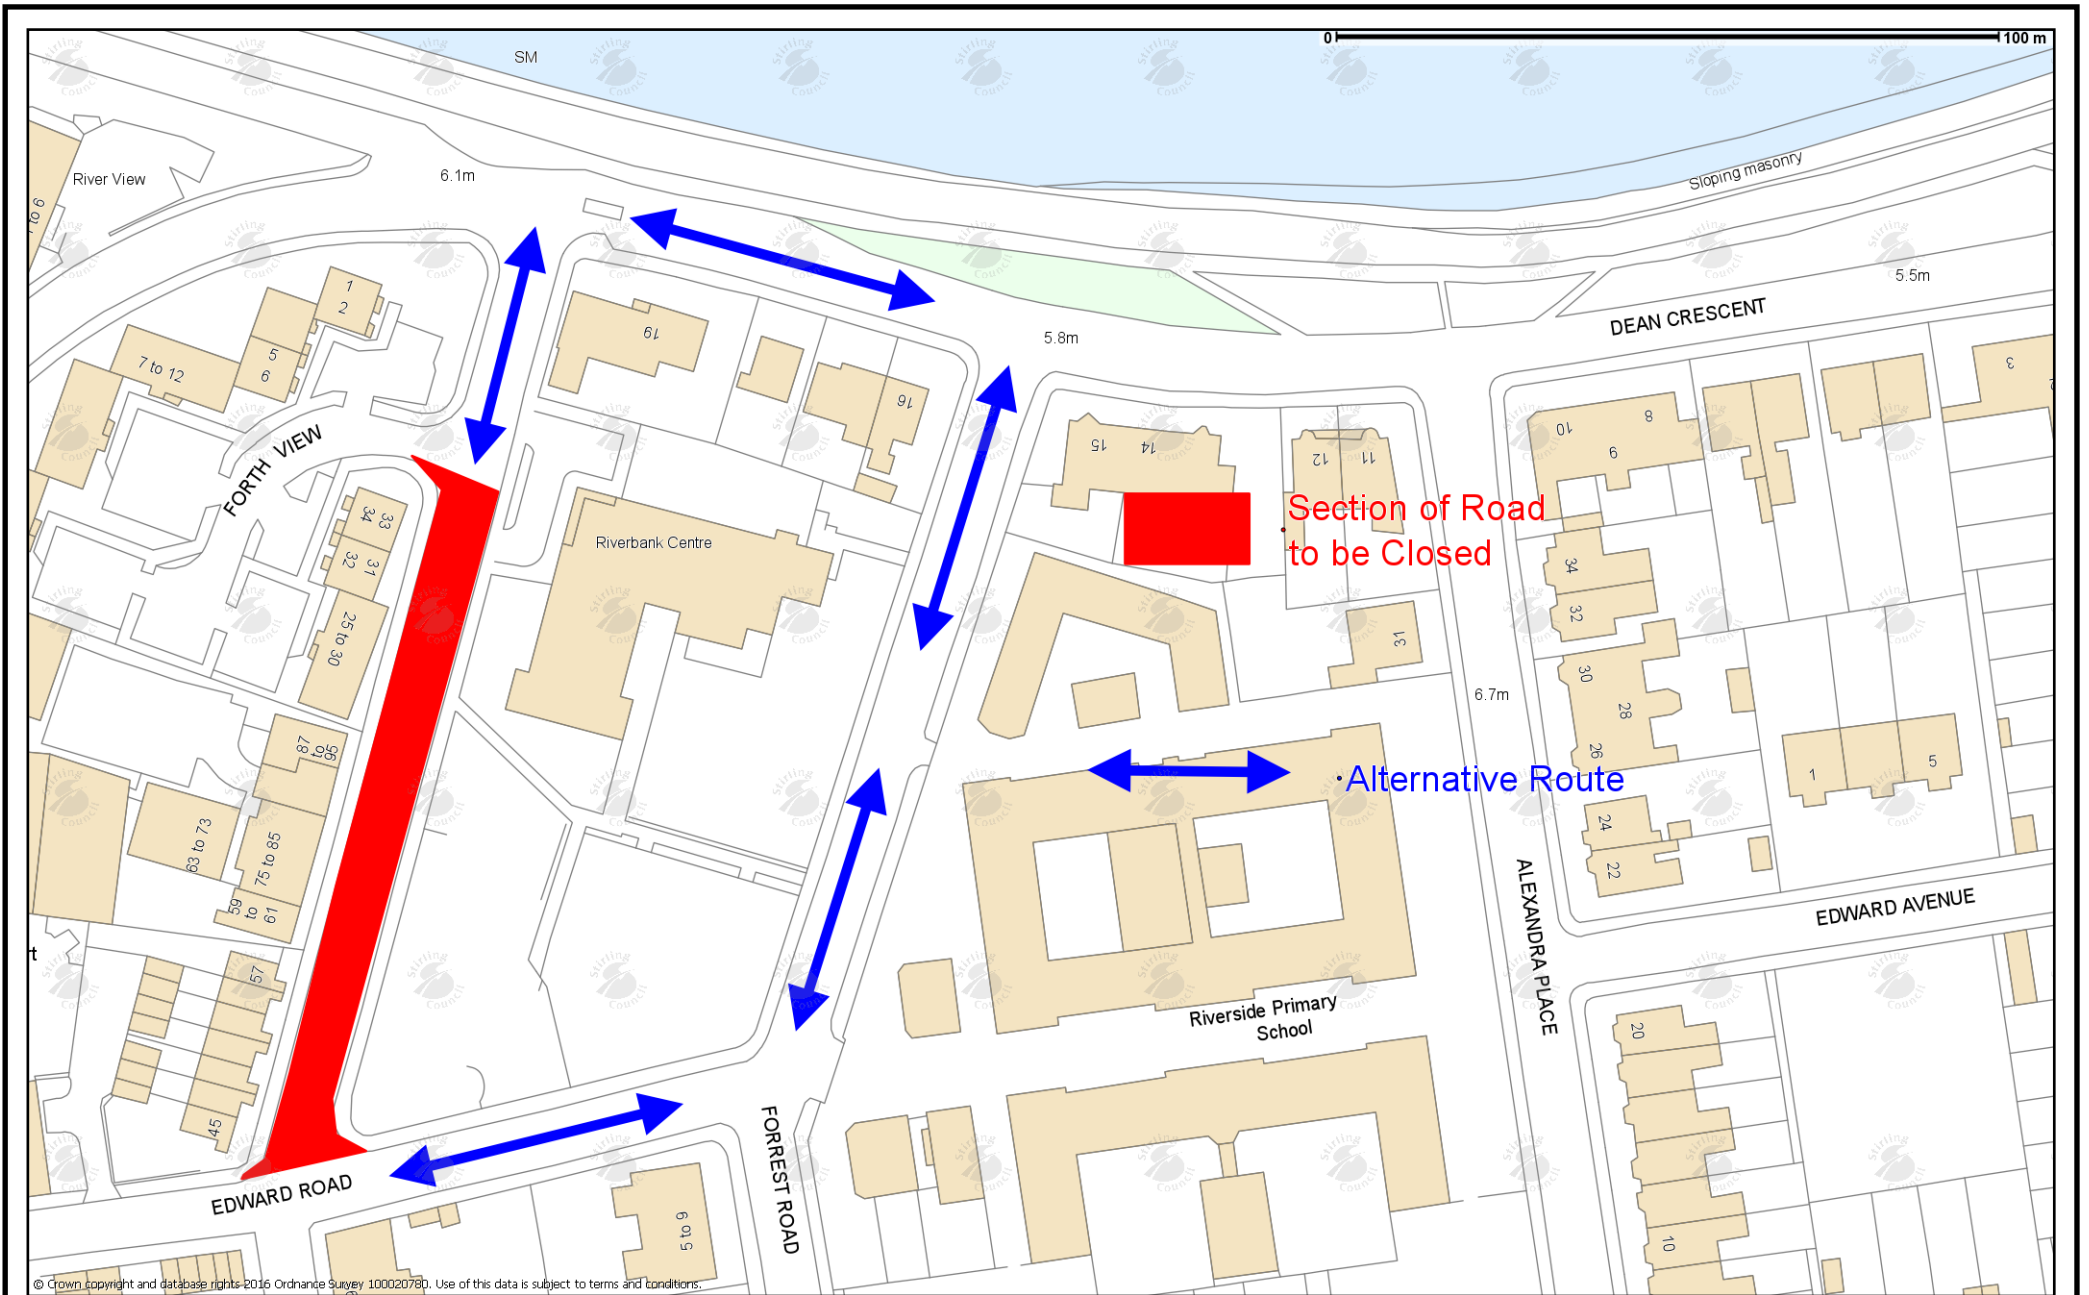 0
100 m
SM
River View
6.1m
Sloping masonry
5.5m
DEAN CRESCENT
5.8m
1
2
19
5
6
7 to 12
16
3
10
8
9
15
14
12
11
FORTH VIEW
33
34
31
32
Riverbank Centre
Section of Road
to be Closed
34
32
25 to 30
31
30
28
26
6.7m
87
to
95
1
5
Alternative Route
63 to 73
75 to 85
24
22
59
to
61
ALEXANDRA PLACE
EDWARD AVENUE
57
Riverside Primary
School
20
45
EDWARD ROAD
FORREST ROAD
5 to 9
10
© Crown copyright and database rights 2016 Ordnance Survey 100020780. Use of this data is subject to terms and conditions.
Stirling
Council